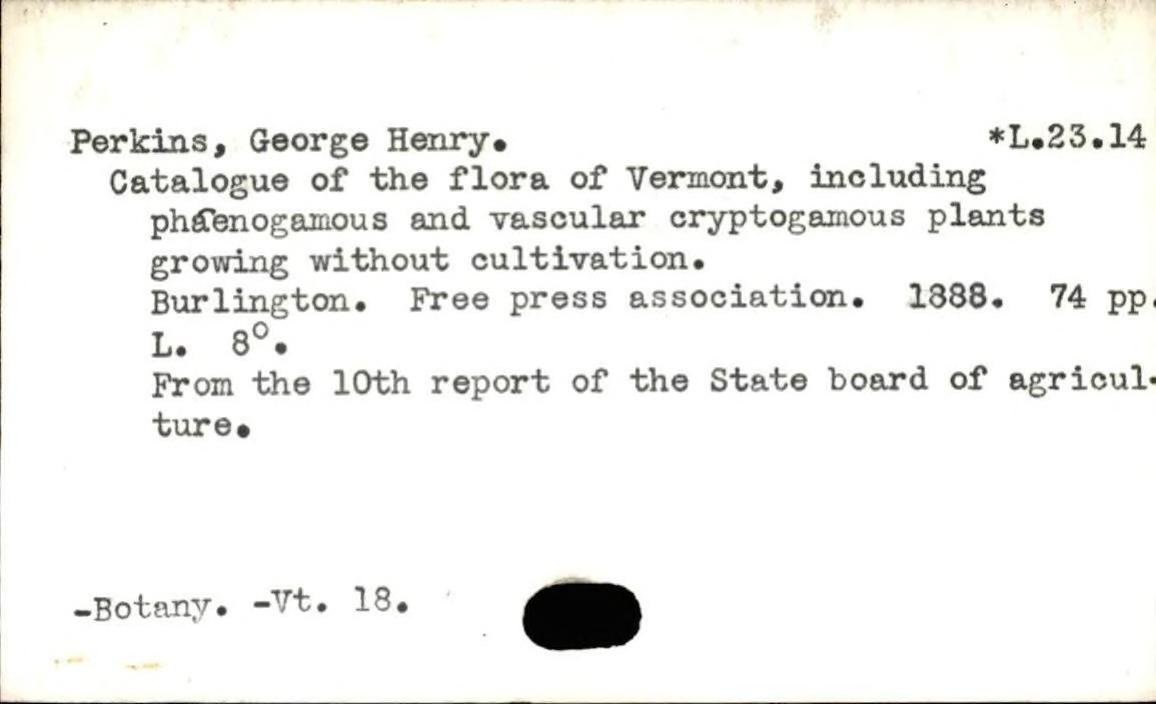 Perkins, George Henry. *L.23.14
Catalogue of the flora of Vermont, including
phaenogamous and vascular cryptogamous plants
growing without cultivation.
Burlington. Free press association. 1888. 74 pp.
L. 8°.
From the 10th report of the State board of agricul-
ture.
-Botany. -Vt. 18.